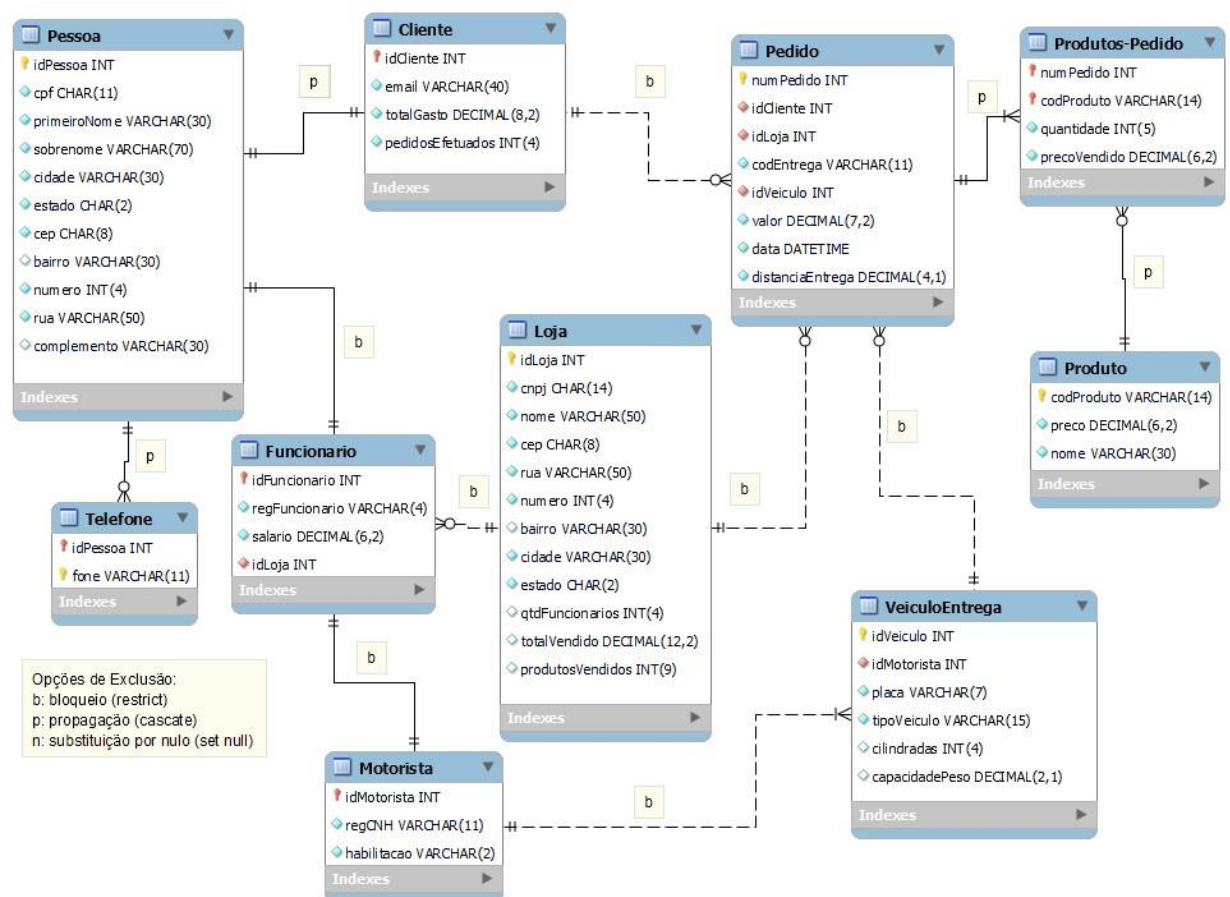 Pessoa
idPessoa INT
cpf CHAR(11)
primeiroNome VARCHAR(30)
sobrenome VARCHAR(70)
cidade VARCHAR(30)
estado CHAR(2)
cep CHAR(8)
bairro VARCHAR(30)
numero INT(4)
rua VARCHAR(50)
complemento VARCHAR(30)
Indexes
p
Cliente
idCliente INT
email VARCHAR(40)
totalGasto DECIMAL(8,2)
pedidosEfetuados INT(4)
Indexes
b
Pedido
numPedido INT
idCliente INT
idLoja INT
codEntrega VARCHAR(11)
idVeiculo INT
valor DECIMAL(7,2)
data DATETIME
distanciaEntrega DECIMAL(4,1)
Indexes
p
Produtos-Pedido
numPedido INT
codProduto VARCHAR(14)
quantidade INT(5)
precoVendido DECIMAL(6,2)
Indexes
p
Produto
codProduto VARCHAR(14)
preco DECIMAL(6,2)
nome VARCHAR(30)
Indexes
b
p
Telefone
idPessoa INT
fone VARCHAR(11)
Indexes
Funcionario
idFuncionario INT
regFuncionario VARCHAR(4)
salario DECIMAL(6,2)
idLoja INT
Indexes
b
Loja
idLoja INT
cnpj CHAR(14)
nome VARCHAR(50)
cep CHAR(8)
rua VARCHAR(50)
numero INT(4)
bairro VARCHAR(30)
cidade VARCHAR(30)
estado CHAR(2)
qtdFuncionarios INT(4)
totalVendido DECIMAL(12,2)
produtosVendidos INT(9)
Indexes
b
b
VeiculoEntrega
idVeiculo INT
idMotorista INT
placa VARCHAR(7)
tipoVeiculo VARCHAR(15)
cilindradas INT(4)
capacidadePeso DECIMAL(2,1)
Indexes
b
Opções de Exclusão:
b: bloqueio (restrict)
p: propagação (cascate)
n: substituição por nulo (set null)
Motorista
idMotorista INT
regCNH VARCHAR(11)
habilitacao VARCHAR(2)
Indexes
b